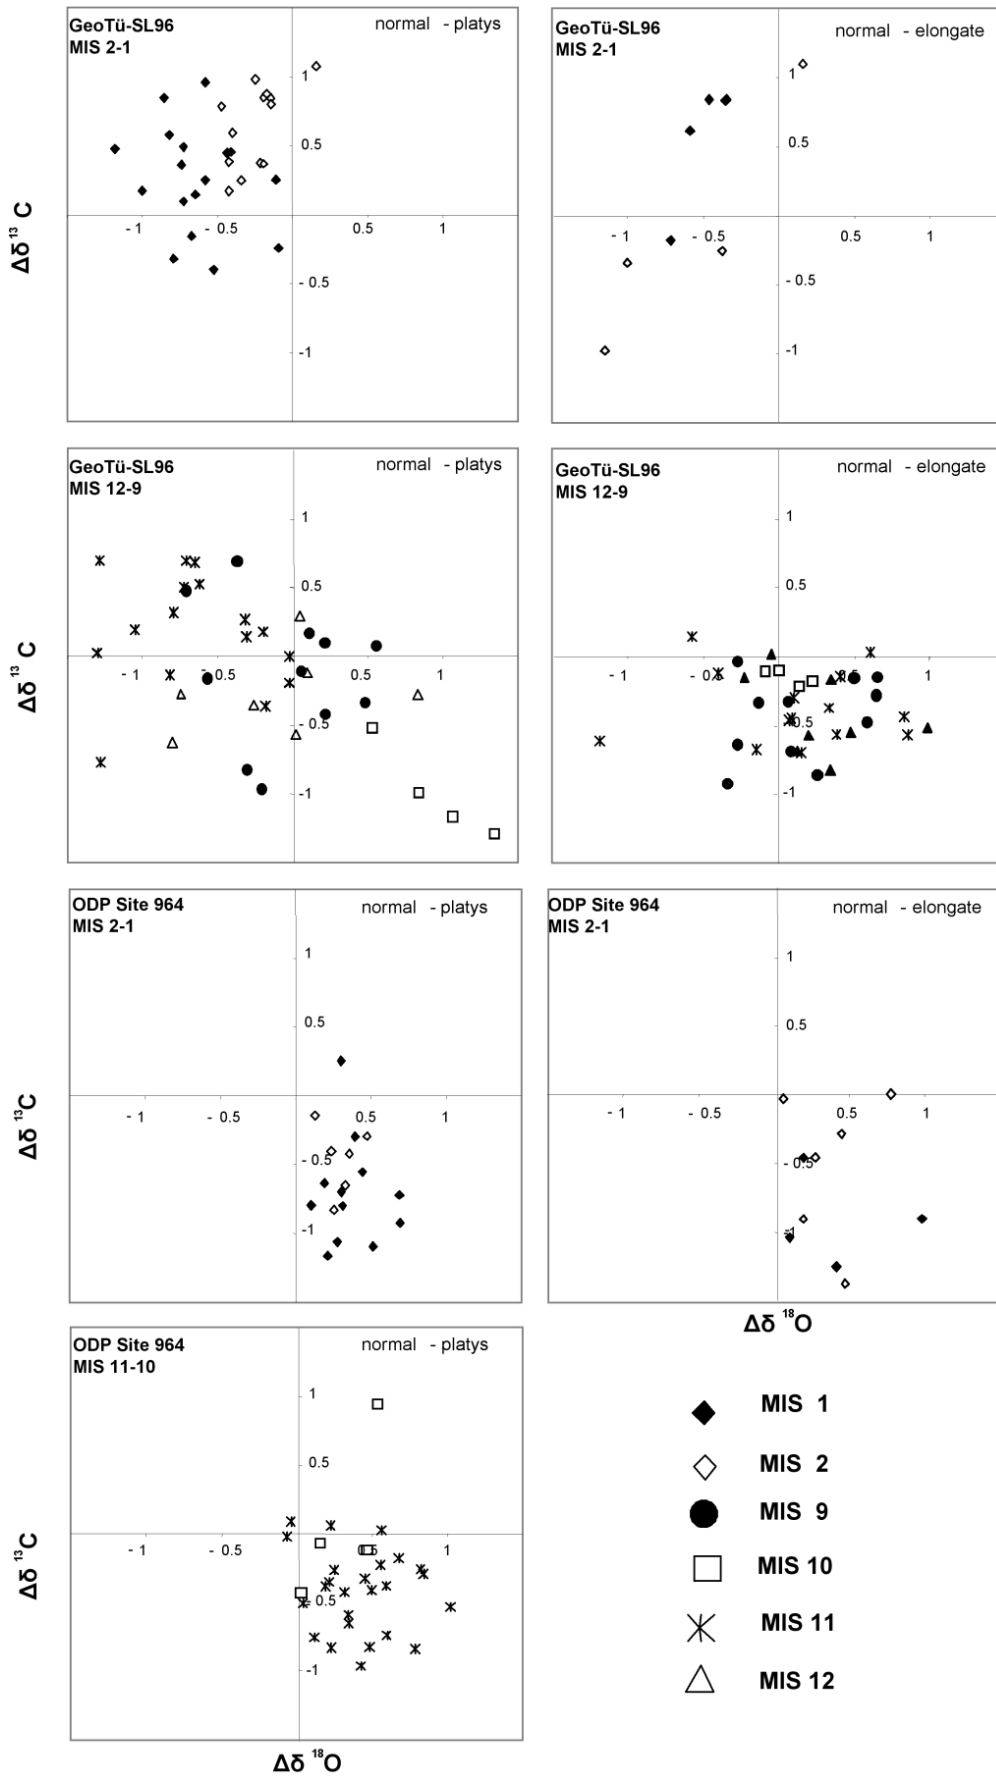 GeoTü-SL96
MIS 2-1
normal - platys
1
0.5
- 1
- 0.5
0.5
1
- 0.5
-1
Δδ ¹³ C
GeoTü-SL96
MIS 2-1
normal - elongate
1
0.5
- 1
- 0.5
0.5
1
- 0.5
-1
GeoTü-SL96
MIS 12-9
normal - platys
1
0.5
- 1
- 0.5
0.5
1
- 0.5
-1
Δδ ¹³ C
GeoTü-SL96
MIS 12-9
normal - elongate
1
0.5
- 1
- 0.5
0.5
1
- 0.5
-1
ODP Site 964
MIS 2-1
normal - platys
1
0.5
- 1
- 0.5
0.5
1
- 0.5
-1
Δδ ¹³C
ODP Site 964
MIS 2-1
normal - elongate
1
0.5
- 1
- 0.5
0.5
1
- 0.5
-1
Δδ ¹⁸O
ODP Site 964
MIS 11-10
normal - platys
1
0.5
- 1
- 0.5
0.5
1
- 0.5
-1
Δδ ¹³C
Δδ ¹⁸O
MIS 1
MIS 2
MIS 9
MIS 10
MIS 11
MIS 12